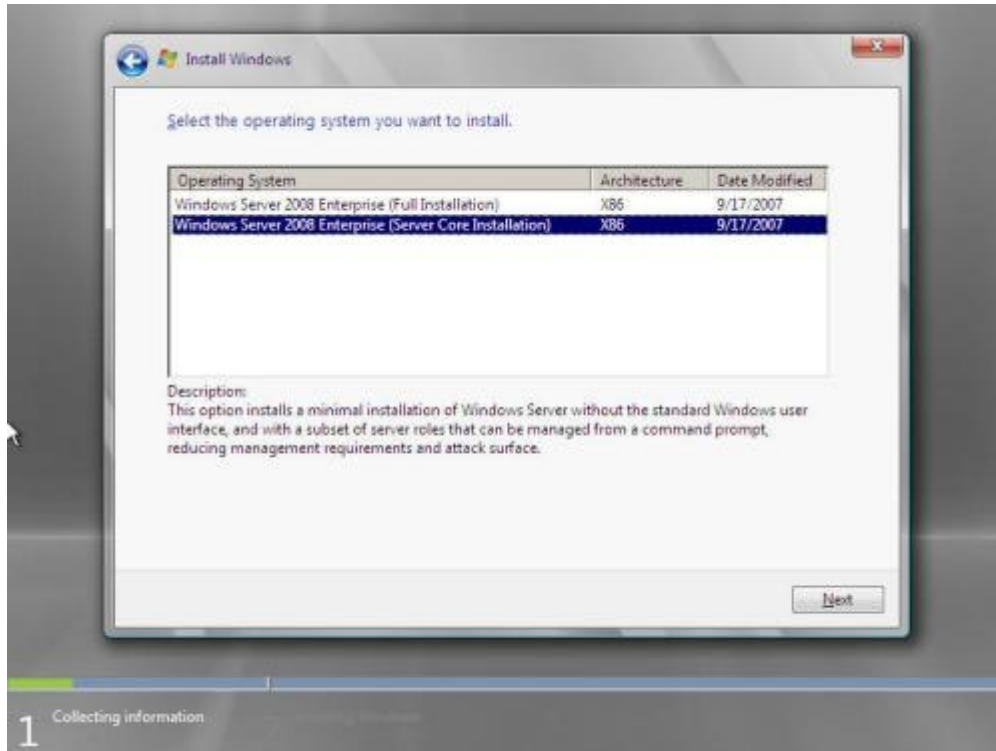 Install Windows
Select the operating system you want to install.
Operating System Architecture Date Modified
Windows Server 2008 Enterprise (Full Installation) X86 9/17/2007
Windows Server 2008 Enterprise (Server Core Installation) X86 9/17/2007
Description:
This option installs a minimal installation of Windows Server without the standard Windows user
interface, and with a subset of server roles that can be managed from a command prompt,
reducing management requirements and attack surface.
Next
1 Collecting information